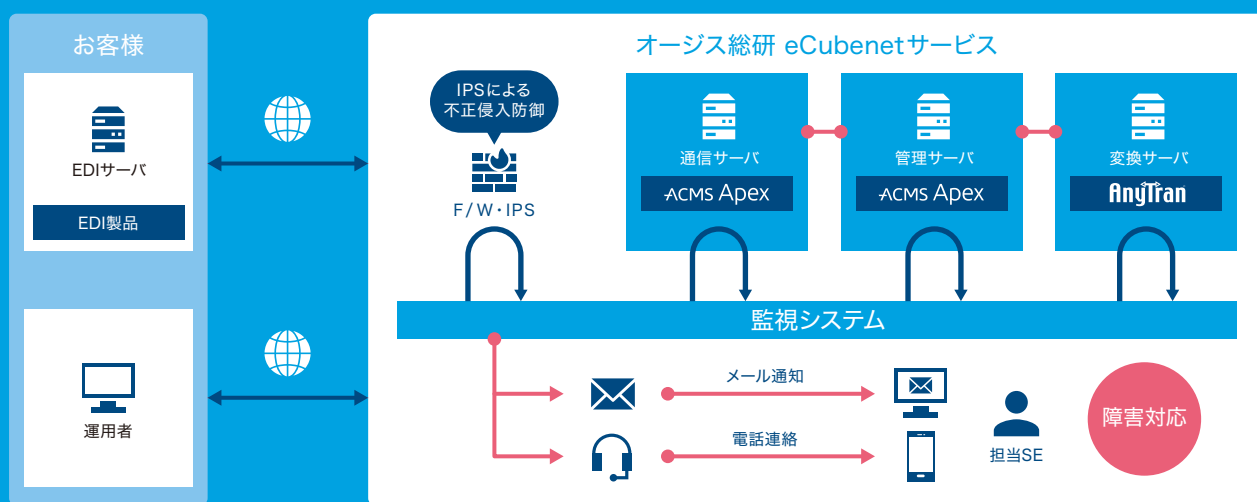 お客様
EDIサーバ
EDI製品
運用者
オージス総研 eCubenetサービス
IPSによる
不正侵入防御
F/W・IPS
通信サーバ
ACMS Apex
管理サーバ
ACMS Apex
変換サーバ
AnyTran
監視システム
メール通知
電話連絡
担当SE
障害対応